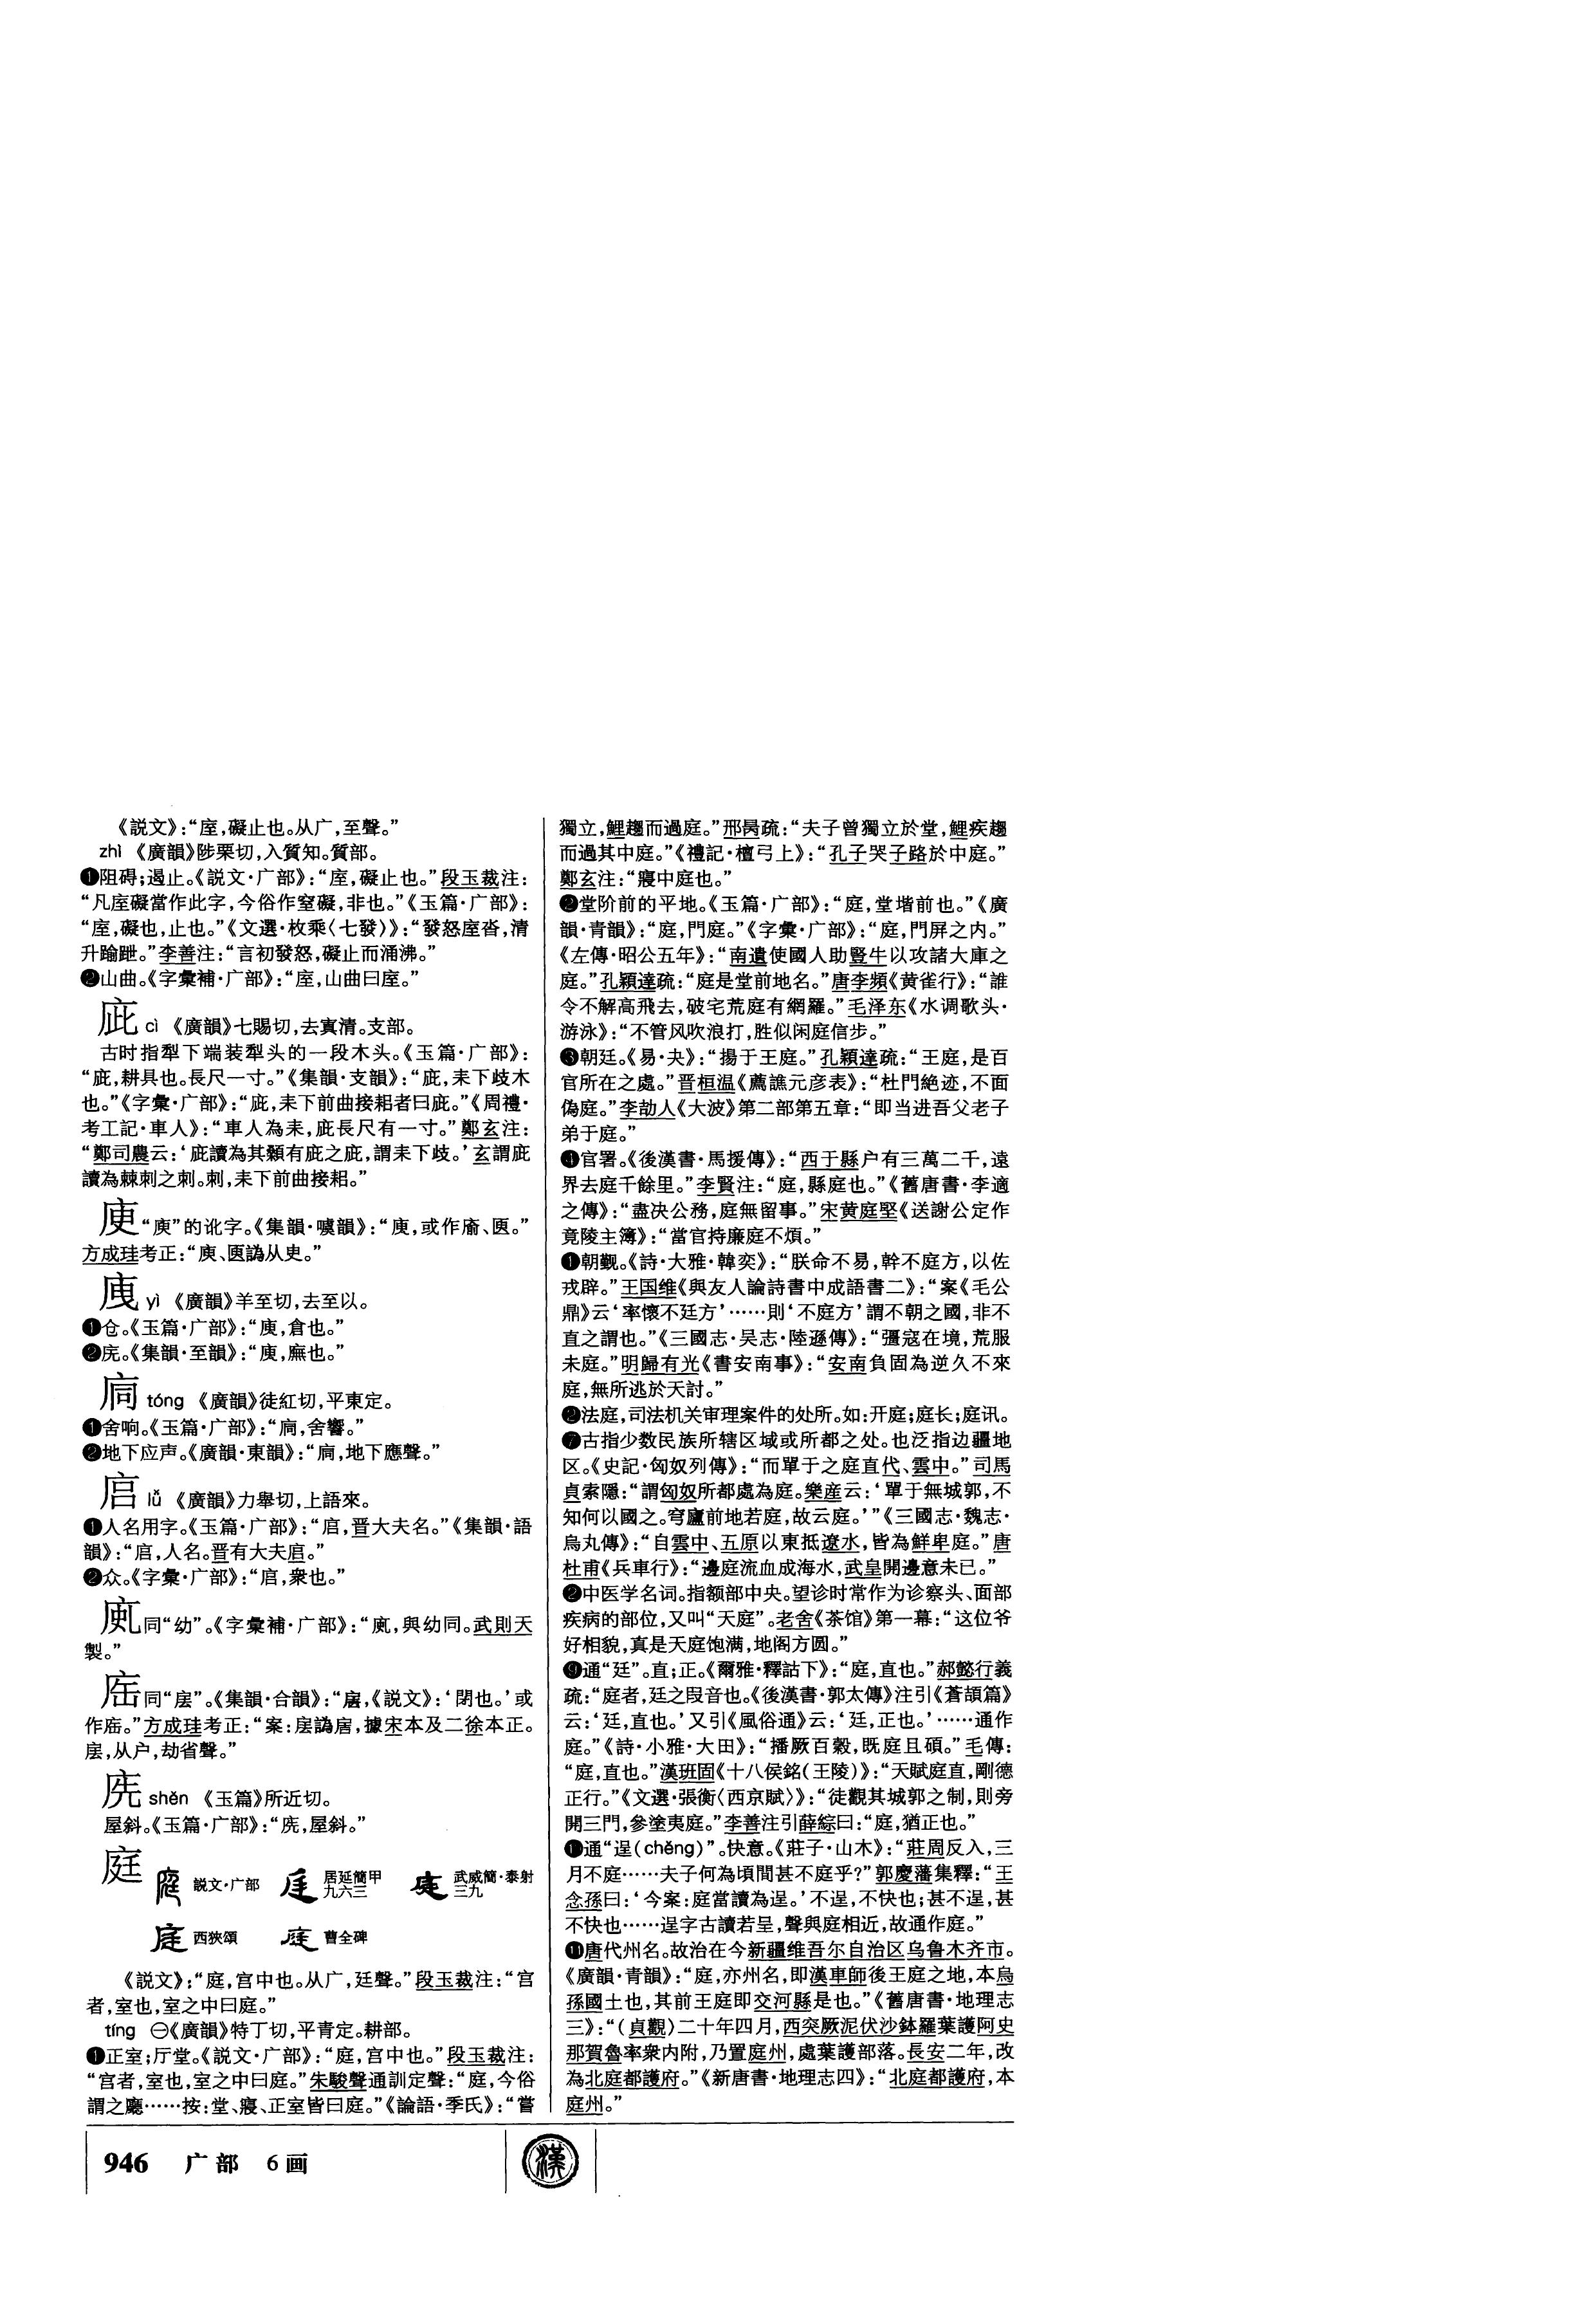 《説文》：“庢，礙止也。从广，至聲。”
zhì 《廣韻》陟栗切，入質知。質部。
❶阻碍；遏止。《説文·广部》：“庢，礙止也。”段玉裁注：
“凡庢礙當作此字，今俗作窒礙，非也。”《玉篇·广部》：
“庢，礙也，止也。”《文選·枚乘〈七發〉》：“發怒庢沓，清
升踰跇。”李善注：“言初發怒，礙止而涌沸。”
❷山曲。《字彙補·广部》：“庢，山曲曰庢。”
庛 cì 《廣韻》七賜切，去寘清。支部。
古时指犁下端装犁头的一段木头。《玉篇·广部》：
“庛，耕具也。長尺一寸。”《集韻·支韻》：“庛，耒下歧木
也。”《字彙·广部》：“庛，耒下前曲接耜者曰庛。”《周禮·
考工記·車人》：“車人為耒，庛長尺有一寸。”鄭玄注：
“鄭司農云：‘庛讀為其顙有庛之庛，謂耒下歧。’玄謂庛
讀為棘刺之刺。刺，耒下前曲接耜。”
“庾”的讹字。《集韻·噳韻》：“庾，或作㡏、匬。”
方成珪考正：“庾、匬譌从史。”
yì 《廣韻》羊至切，去至以。
❶仓。《玉篇·广部》：“㡼，倉也。”
❷庑。《集韻·至韻》：“㡼，廡也。”
㡽 tóng 《廣韻》徒紅切，平東定。
❶舍响。《玉篇·广部》：“㡽，舍響。”
❷地下应声。《廣韻·東韻》：“㡽，地下應聲。”
lǚ 《廣韻》力舉切，上語來。
❶人名用字。《玉篇·广部》：“㡾，晋大夫名。”《集韻·語
韻》：“㡾，人名。晋有大夫㡾。”
❷众。《字彙·广部》：“㡾，衆也。”
同“幼”。《字彙補·广部》：“，與幼同。武則天
製。”
同“㡉”。《集韻·合韻》：“，《説文》：‘閉也。’或
作。”方成珪考正：“案：譌，據宋本及二徐本正。
，从户，劫省聲。”
shěn 《玉篇》所近切。
屋斜。《玉篇·广部》：“，屋斜。”
庭 説文·广部 居延簡甲九六三 武威簡·泰射三九
西狹頌 曹全碑
《説文》：“庭，宫中也。从广，廷聲。”段玉裁注：“宫
者，室也，室之中曰庭。”
tíng ㊀《廣韻》特丁切，平青定。耕部。
❶正室；厅堂。《説文·广部》：“庭，宫中也。”段玉裁注：
“宫者，室也，室之中曰庭。”朱駿聲通訓定聲：“庭，今俗
謂之廳……按：堂、寢、正室皆曰庭。”《論語·季氏》：“嘗
獨立，鯉趨而過庭。”邢昺疏：“夫子曾獨立於堂，鯉疾趨
而過其中庭。”《禮記·檀弓上》：“孔子哭子路於中庭。”
鄭玄注：“寢中庭也。”
❷堂阶前的平地。《玉篇·广部》：“庭，堂堦前也。”《廣
韻·青韻》：“庭，門庭。”《字彙·广部》：“庭，門屏之内。”
《左傳·昭公五年》：“南遺使國人助豎牛以攻諸大庫之
庭。”孔穎達疏：“庭是堂前地名。”唐李頻《黄雀行》：“誰
令不解高飛去，破宅荒庭有網羅。”毛泽东《水调歌头·
游泳》：“不管风吹浪打，胜似闲庭信步。”
❸朝廷。《易·夬》：“揚于王庭。”孔穎達疏：“王庭，是百
官所在之處。”晋桓温《薦譙元彦表》：“杜門絶迹，不面
偽庭。”李劼人《大波》第二部第五章：“即当进吾父老子
弟于庭。”
❹官署。《後漢書·馬援傳》：“西于縣户有三萬二千，遠
界去庭千餘里。”李賢注：“庭，縣庭也。”《舊唐書·李適
之傳》：“盡决公務，庭無留事。”宋黄庭堅《送謝公定作
竟陵主簿》：“當官持廉庭不煩。”
❶朝觐。《詩·大雅·韓奕》：“朕命不易，榦不庭方，以佐
戎辟。”王国维《與友人論詩書中成語書二》：“案《毛公
鼎》云‘率懷不廷方’……則‘不庭方’謂不朝之國，非不
直之謂也。”《三國志·吴志·陸遜傳》：“彊寇在境，荒服
未庭。”明歸有光《書安南事》：“安南負固為逆久不來
庭，無所逃於天討。”
❷法庭，司法机关审理案件的处所。如：开庭；庭长；庭讯。
❼古指少数民族所辖区域或所都之处。也泛指边疆地
区。《史記·匈奴列傳》：“而單于之庭直代、雲中。”司馬
貞索隱：“謂匈奴所都處為庭。樂産云：‘單于無城郭，不
知何以國之。穹廬前地若庭，故云庭。’”《三國志·魏志·
烏丸傳》：“自雲中、五原以東抵遼水，皆為鮮卑庭。”唐
杜甫《兵車行》：“邊庭流血成海水，武皇開邊意未已。”
❷中医学名词。指额部中央。望诊时常作为诊察头、面部
疾病的部位，又叫“天庭”。老舍《茶馆》第一幕：“这位爷
好相貌，真是天庭饱满，地阁方圆。”
❾通“廷”。直；正。《爾雅·釋詁下》：“庭，直也。”郝懿行義
疏：“庭者，廷之叚音也。《後漢書·郭太傳》注引《蒼頡篇》
云：‘廷，直也。’又引《風俗通》云：‘廷，正也。’……通作
庭。”《詩·小雅·大田》：“播厥百穀，既庭且碩。”毛傳：
“庭，直也。”漢班固《十八侯銘（王陵）》：“天賦庭直，剛德
正行。”《文選·張衡〈西京賦〉》：“徒觀其城郭之制，則旁
開三門，參塗夷庭。”李善注引薛綜曰：“庭，猶正也。”
❶通“逞（chěng）”。快意。《莊子·山木》：“莊周反入，三
月不庭……夫子何為頃間甚不庭乎？”郭慶藩集釋：“王
念孫曰：‘今案：庭當讀為逞。’不逞，不快也；甚不逞，甚
不快也……逞字古讀若呈，聲與庭相近，故通作庭。”
⓫唐代州名。故治在今新疆维吾尔自治区乌鲁木齐市。
《廣韻·青韻》：“庭，亦州名，即漢車師後王庭之地，本烏
孫國土也，其前王庭即交河縣是也。”《舊唐書·地理志
三》：“（貞觀）二十年四月，西突厥泥伏沙鉢羅葉護阿史
那賀魯率衆内附，乃置庭州，處葉護部落。長安二年，改
為北庭都護府。”《新唐書·地理志四》：“北庭都護府，本
庭州。”
946 广部 6画
漢